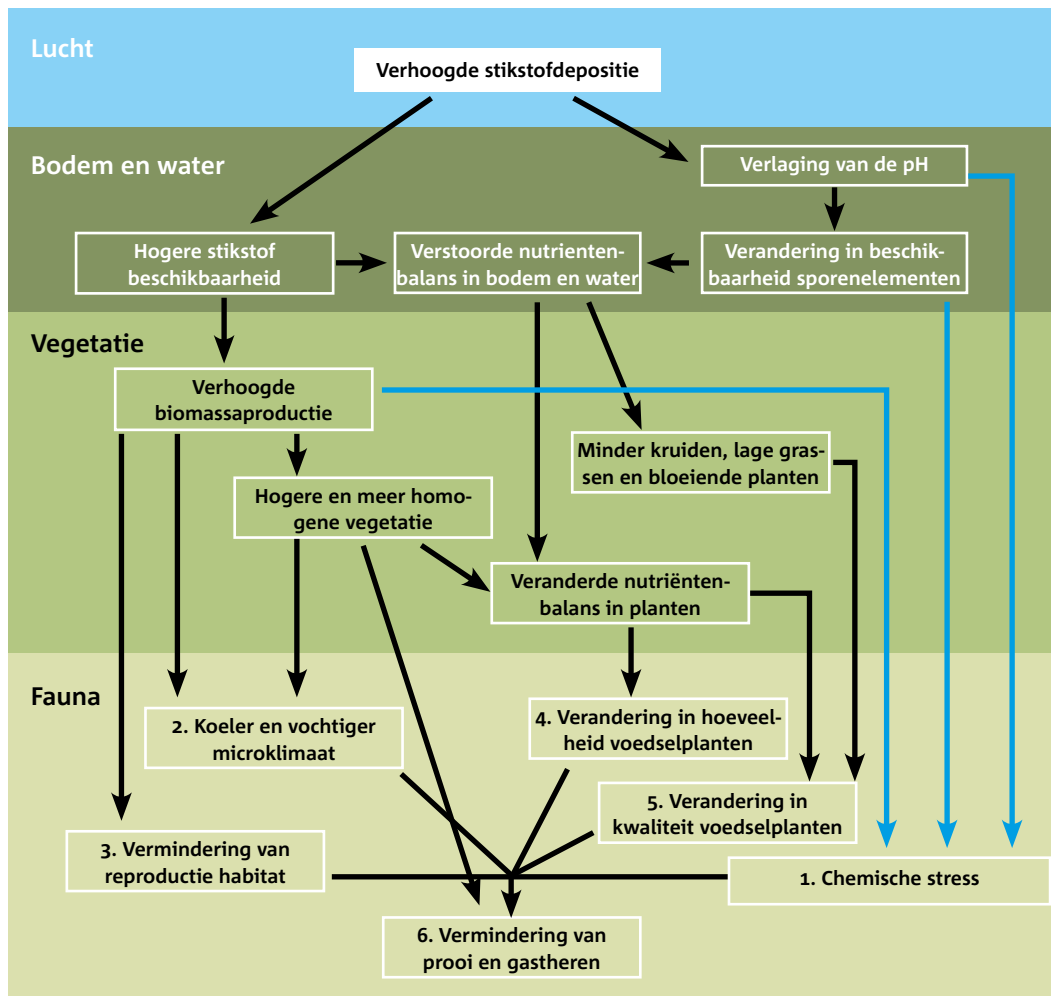 Lucht
Verhoogde stikstofdepositie
Bodem en water
Verlaging van de pH
Hogere stikstof
beschikbaarheid
Verstoorde nutrienten-
balans in bodem en water
Verandering in beschik-
baarheid sporenelementen
Vegetatie
Verhoogde
biomassaproductie
Minder kruiden, lage gras-
sen en bloeiende planten
Hogere en meer homo-
gene vegetatie
Veranderde nutriënten-
balans in planten
Fauna
2. Koeler en vochtiger
microklimaat
4. Verandering in hoeveel-
heid voedselplanten
5. Verandering in
kwaliteit voedselplanten
3. Vermindering van
reproductie habitat
1. Chemische stress
6. Vermindering van
prooi en gastheren